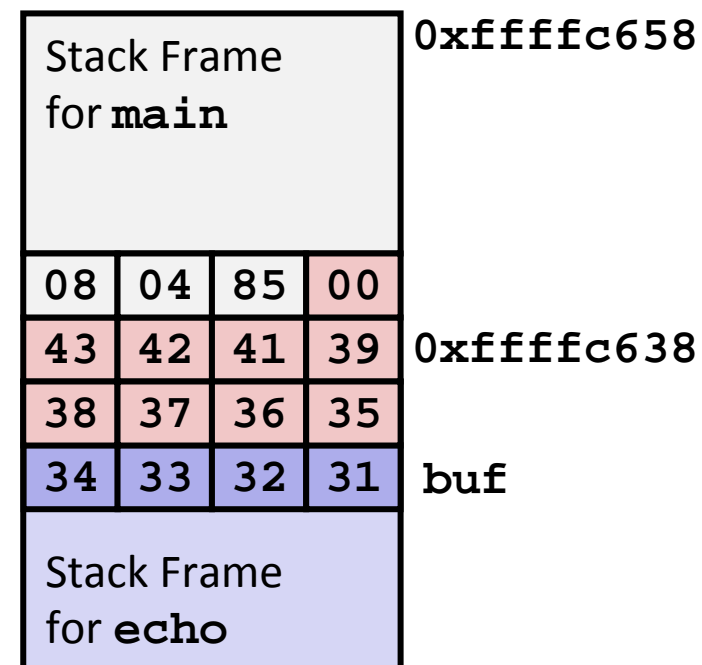 Stack Frame 0xffffc658
for main
08 04 85 00
43 42 41 39 0xffffc638
38 37 36 35
34 33 32 31 buf
Stack Frame
for echo